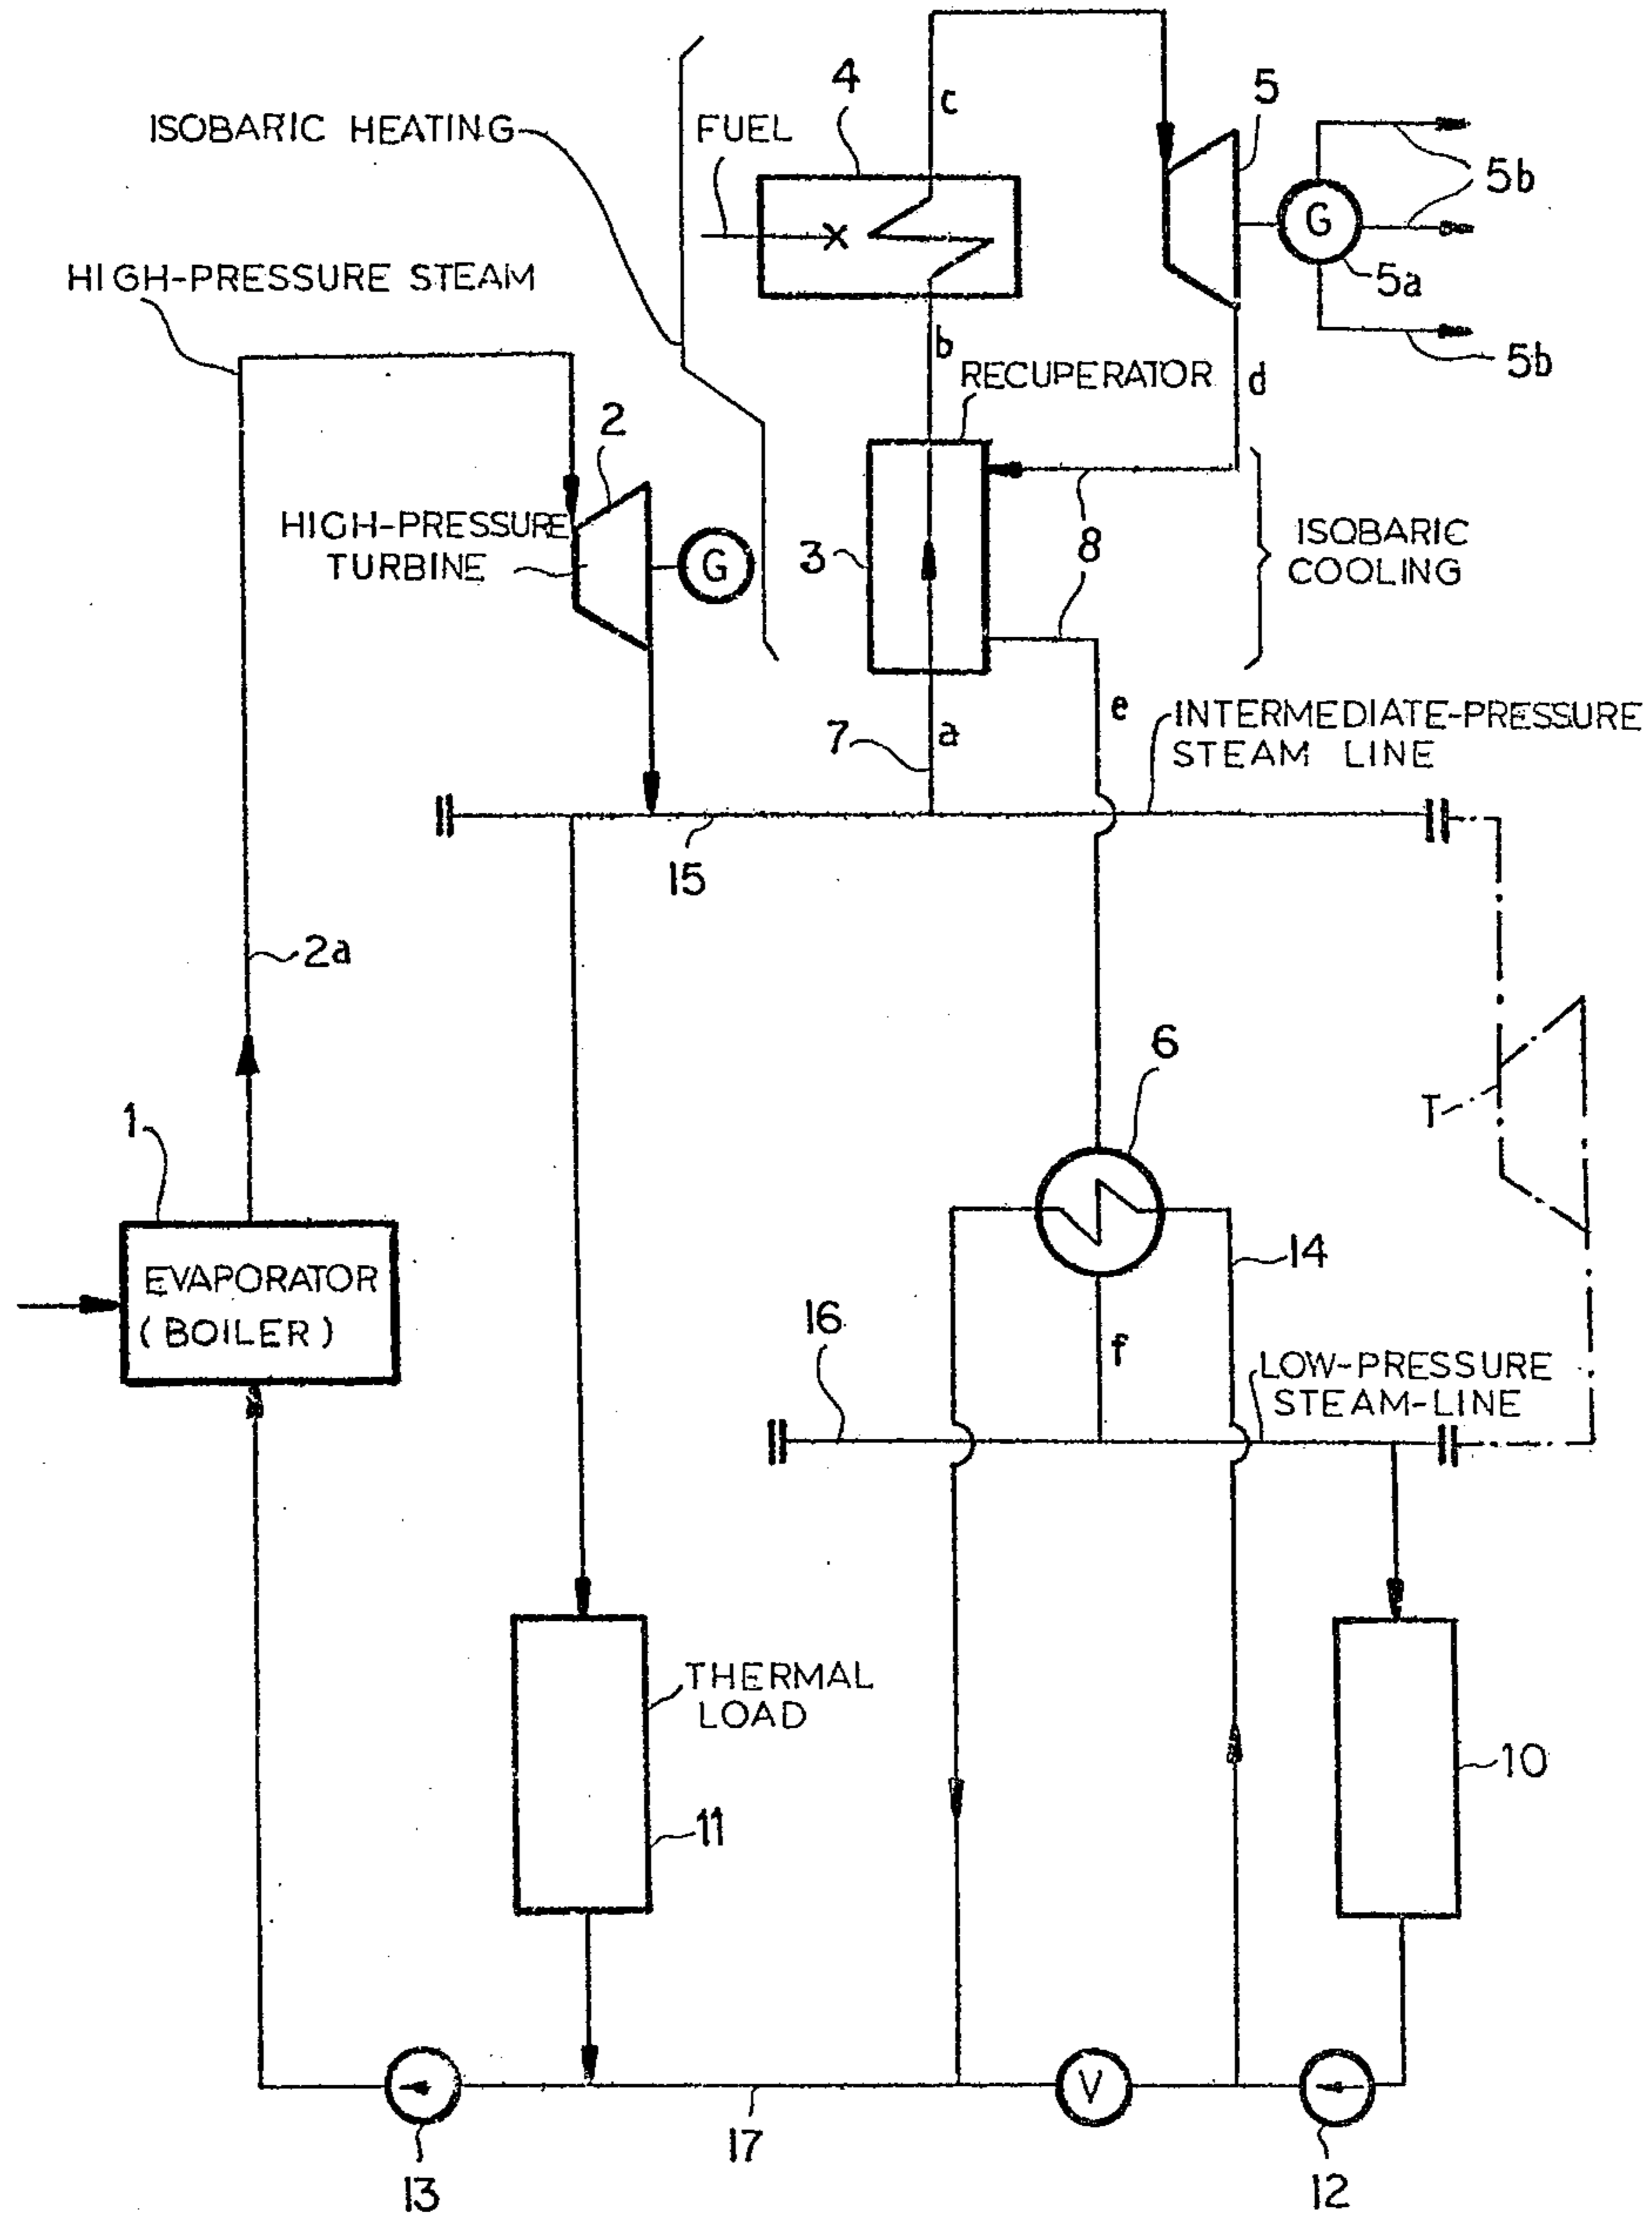 4
c
5
ISOBARIC HEATING
FUEL
G
5b
5a
HIGH-PRESSURE STEAM
b
5b
RECUPERATOR
d
2
HIGH-PRESSURE
TURBINE
G
3
8
ISOBARIC
COOLING
7
a
e
INTERMEDIATE-PRESSURE
STEAM LINE
15
2a
6
T
1
14
EVAPORATOR
(BOILER)
16
f
LOW-PRESSURE
STEAM-LINE
THERMAL
LOAD
10
11
V
17
13
12